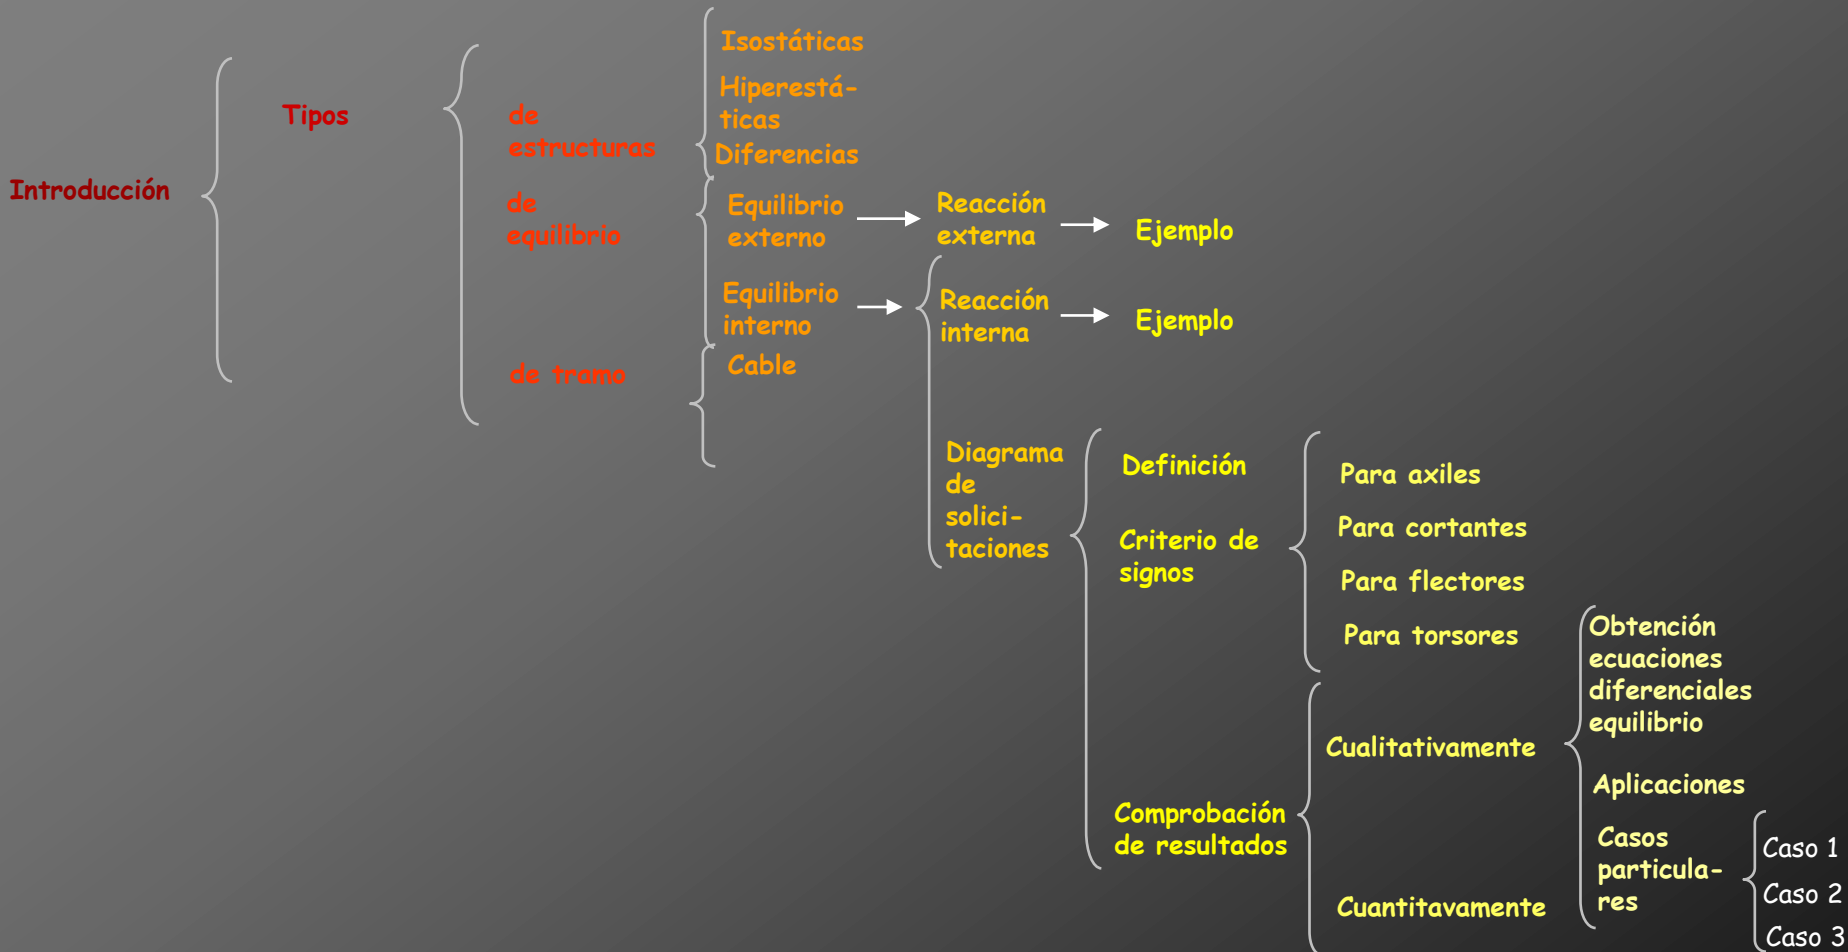 Introducción
Tipos
de
estructuras
Isostáticas
Hiperestá-
ticas
Diferencias
de
equilibrio
Equilibrio
externo
Reacción
externa
Ejemplo
Equilibrio
interno
Reacción
interna
Ejemplo
Diagrama
de
solici-
taciones
Definición
Criterio de
signos
Para axiles
Para cortantes
Para flectores
Para torsores
Comprobación
de resultados
Cualitativamente
Obtención
ecuaciones
diferenciales
equilibrio
Aplicaciones
Casos
particula-
res
Caso 1
Caso 2
Caso 3
Cuantitavamente
de tramo
Cable